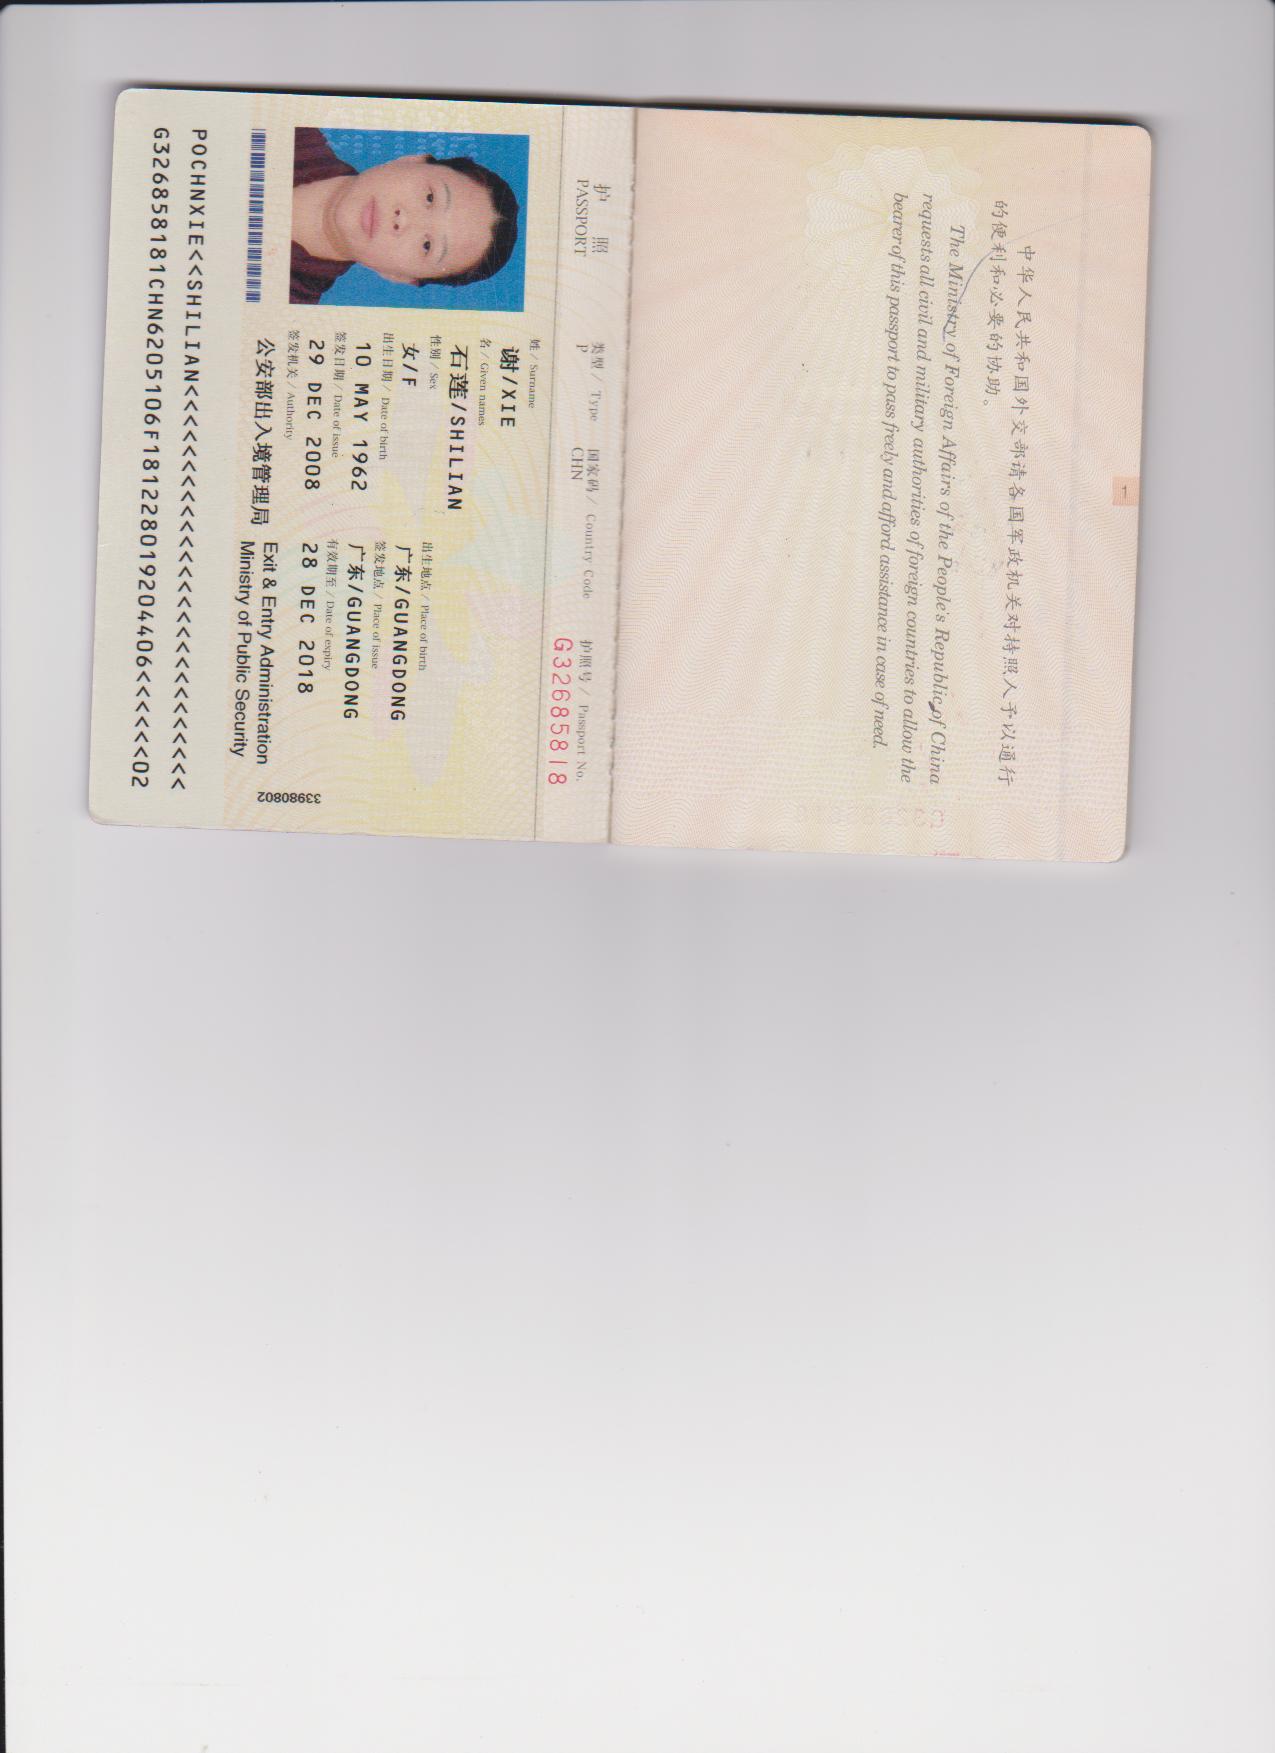 中华人民共和国外交部请各国军政机关对持照人予以通行
的便利和必要的协助。
The Ministry of Foreign Affairs of the People's Republic of China
requests all civil and military authorities of foreign countries to allow the
bearer of this passport to pass freely and afford assistance in case of need.
护 照
PASSPORT
类型 / Type
P
国家码 / Country Code
CHN
护照号 / Passport No.
G32685818
姓 / Surname
谢/XIE
名 / Given names
石莲/SHILIAN
性别 / Sex
女/F
出生地点 / Place of birth
广东/GUANGDONG
出生日期 / Date of birth
10 MAY 1962
签发地点 / Place of issue
广东/GUANGDONG
签发日期 / Date of issue
29 DEC 2008
有效期至 / Date of expiry
28 DEC 2018
签发机关 / Authority
公安部出入境管理局
Exit & Entry Administration
Ministry of Public Security
33980802
POCHNXIE<<SHILIAN<<<<<<<<<<<<<<<<<<<<<<<<<<<
G326858181CHN6205106F181228019204406<<<<<<02